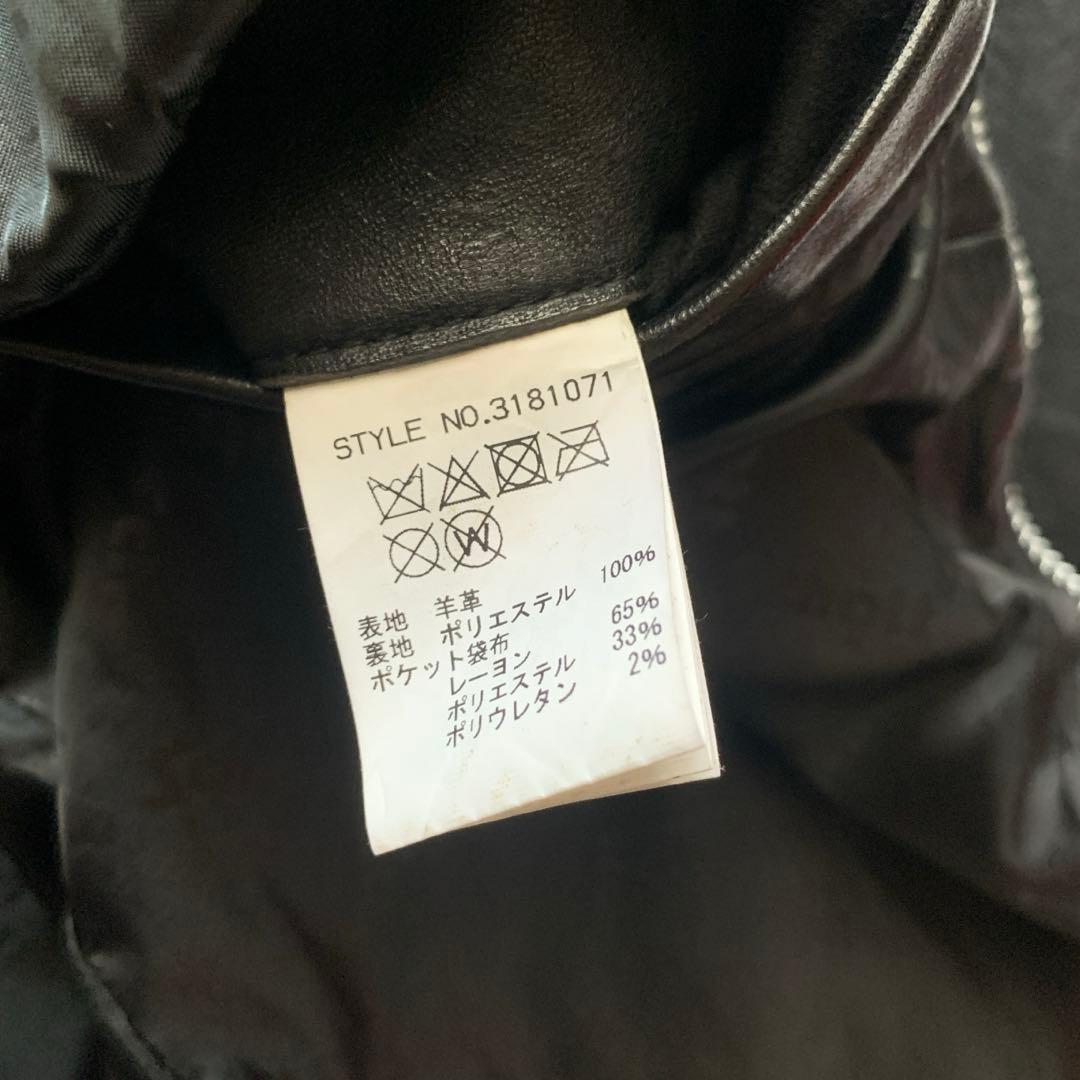 STYLE NO.3181071
W
表地 羊革
裏地 ポリエステル 100%
ポケット袋布
レーヨン 65%
ポリエステル 33%
ポリウレタン 2%